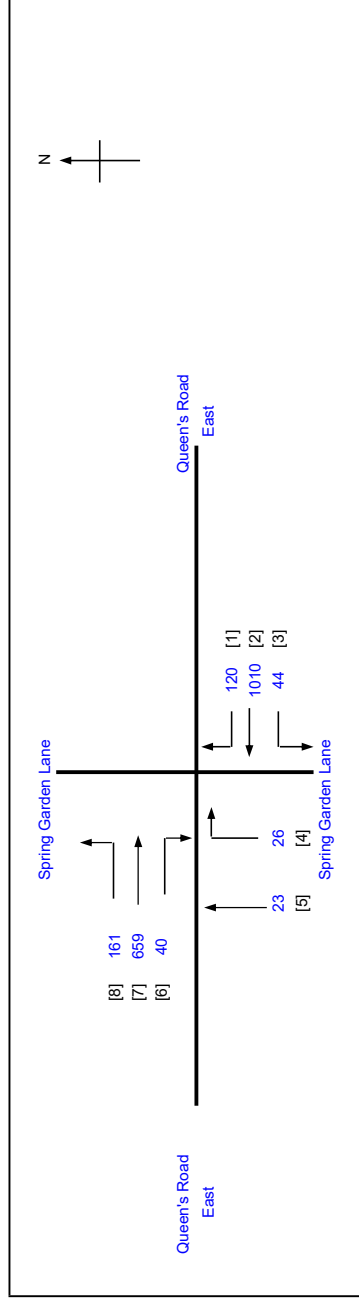 N
Spring Garden Lane
Queen's Road
East
[8] 161
[7] 659
[6] 40
120 [1]
1010 [2]
44 [3]
Queen's Road
East
23
[5]
26
[4]
Spring Garden Lane